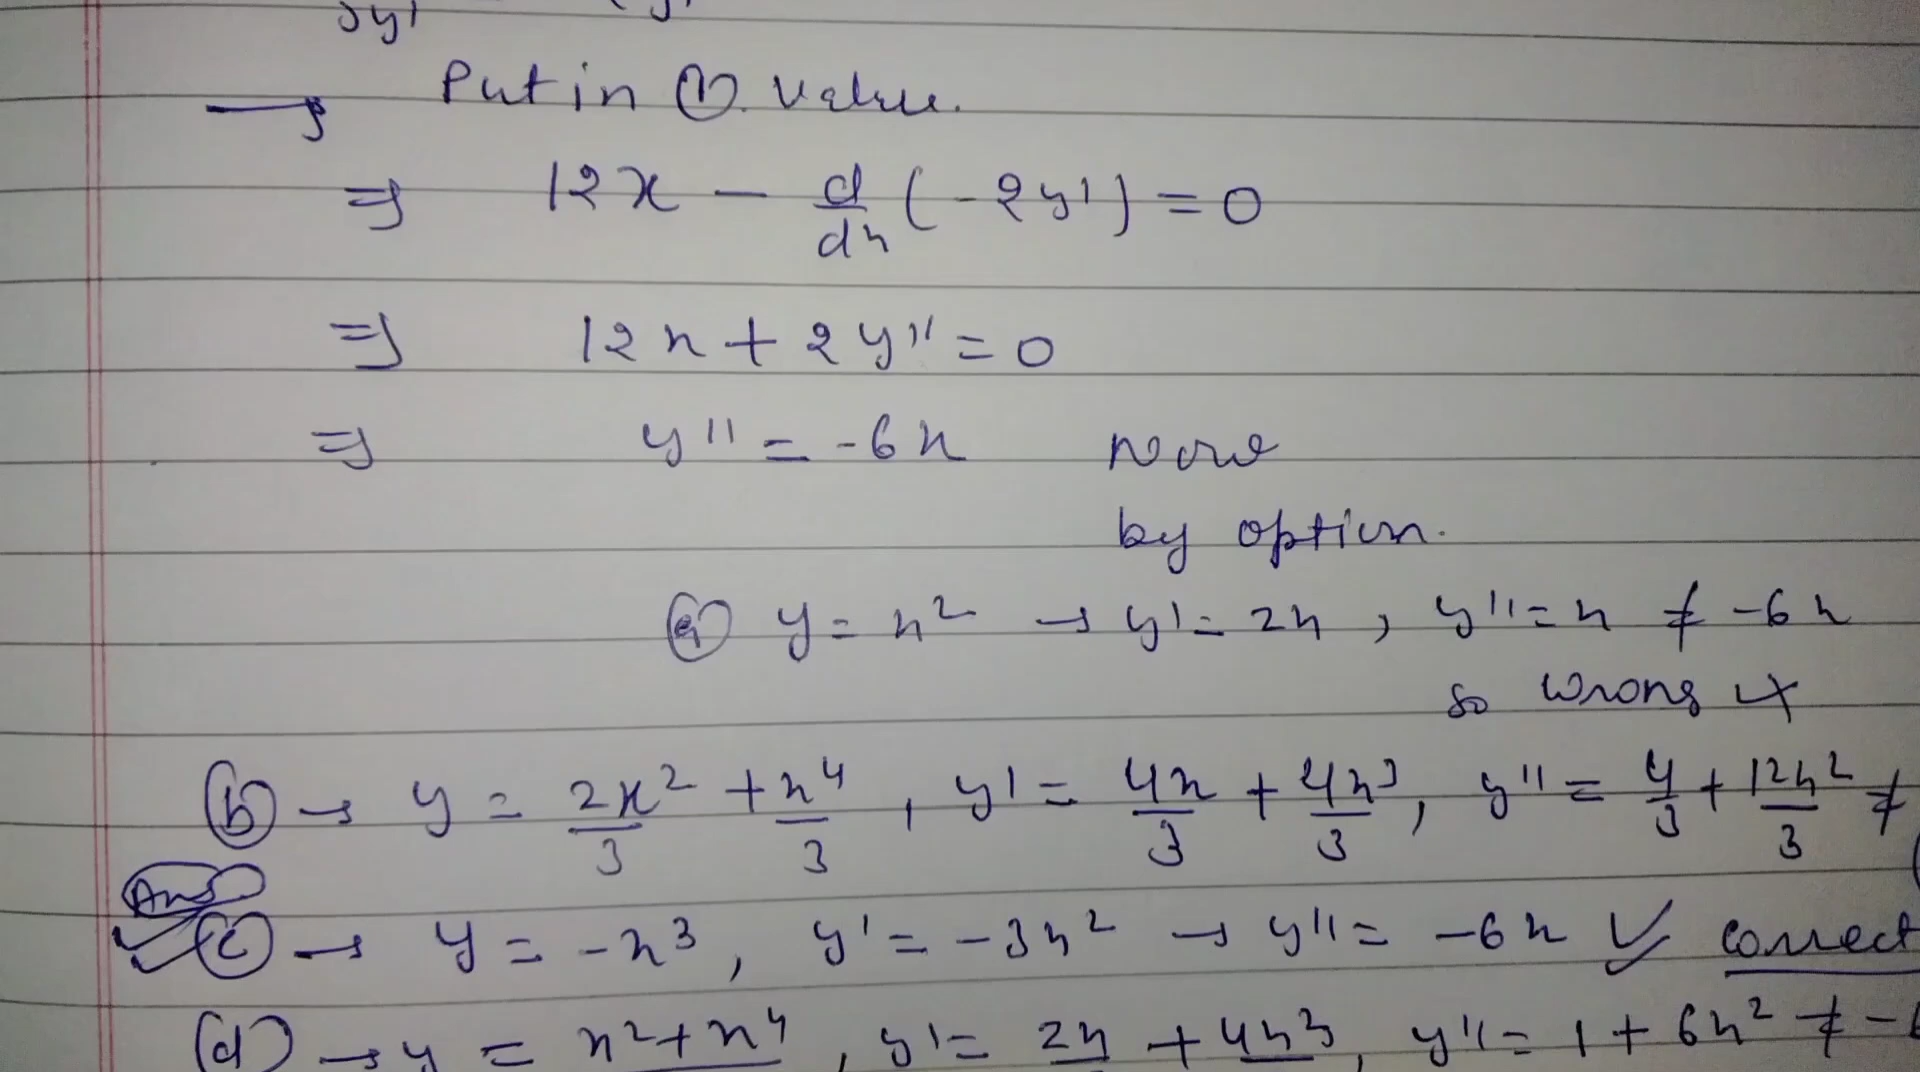 Put in ①. value.
⇒ 12x - d/dx (-2y') = 0
⇒ 12x + 2y'' = 0
⇒ y'' = -6x Now
by option.
ⓐ y = x² → y' = 2x, y'' = x ≠ -6x
so wrong ×
ⓑ → y = 2x²/3 + x⁴/3, y' = 4x/3 + 4x³/3, y'' = 4/3 + 12x²/3 ≠
Ans
ⓒ → y = -x³, y' = -3x² → y'' = -6x ✓ correct
ⓓ → y = x²+x⁴, y' = 2x + 4x³, y'' = 1 + 6x² ≠ -6